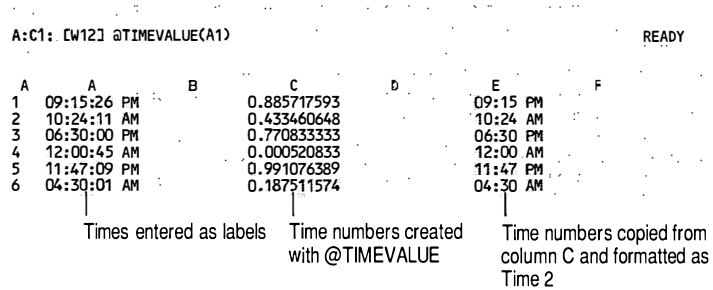 A:C1: [W12] @TIMEVALUE(A1) READY
A A B C D E F
1 09:15:26 PM 0.885717593 09:15 PM
2 10:24:11 AM 0.433460648 10:24 AM
3 06:30:00 PM 0.770833333 06:30 PM
4 12:00:45 AM 0.000520833 12:00 AM
5 11:47:09 PM 0.991076389 11:47 PM
6 04:30:01 AM 0.187511574 04:30 AM
Times entered as labels
Time numbers created
with @TIMEVALUE
Time numbers copied from
column C and formatted as
Time 2